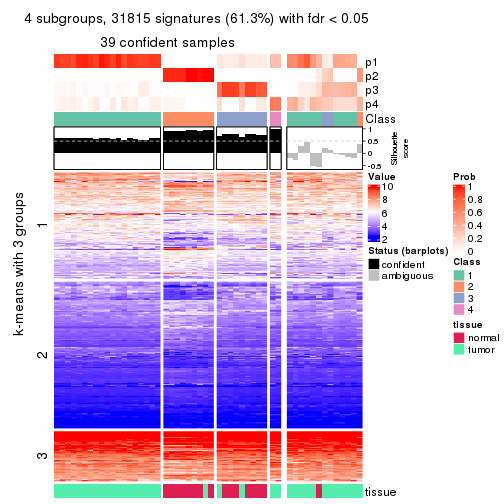 4 subgroups, 31815 signatures (61.3%) with fdr < 0.05
39 confident samples
p1
p2
p3
p4
Class
1
0.5
0
-0.5
Silhouette
score
k-means with 3 groups
1
2
3
tissue
Value
10
8
6
4
2
Status (barplots)
confident
ambiguous
Prob
1
0.8
0.6
0.4
0.2
0
Class
1
2
3
4
tissue
normal
tumor